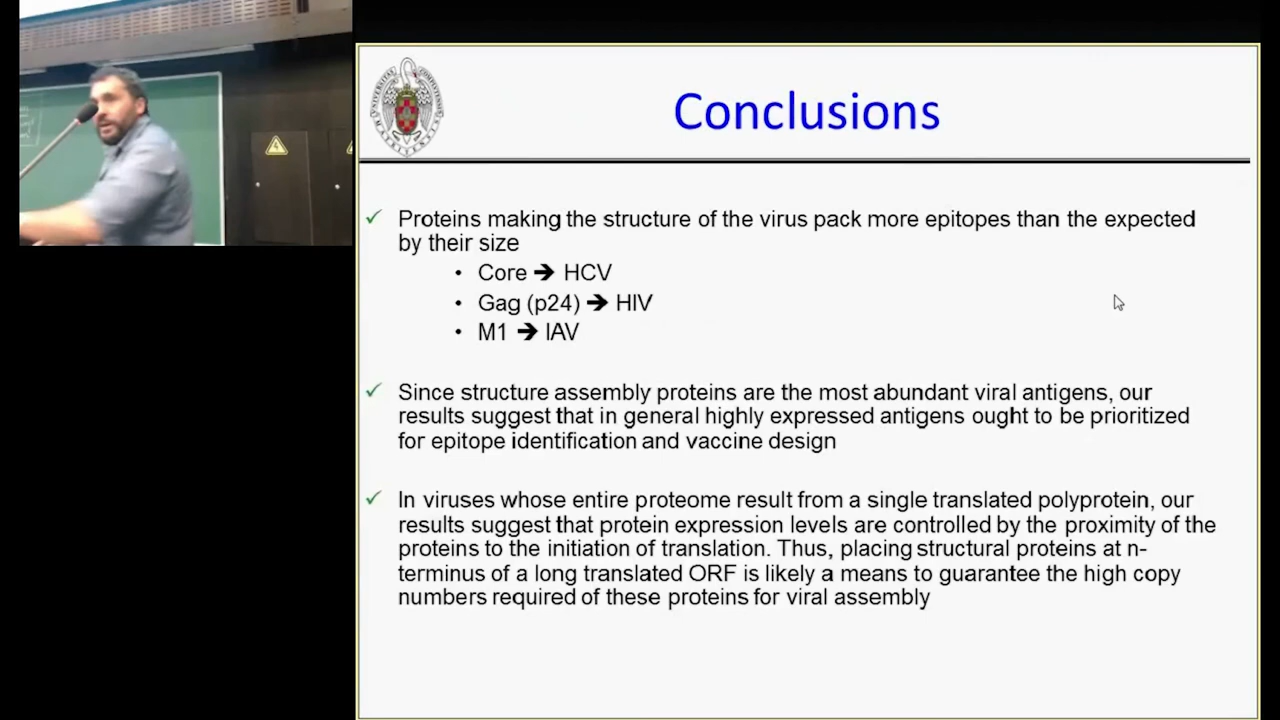 Conclusions
✓ Proteins making the structure of the virus pack more epitopes than the expected
by their size
• Core ➔ HCV
• Gag (p24) ➔ HIV
• M1 ➔ IAV
✓ Since structure assembly proteins are the most abundant viral antigens, our
results suggest that in general highly expressed antigens ought to be prioritized
for epitope identification and vaccine design
✓ In viruses whose entire proteome result from a single translated polyprotein, our
results suggest that protein expression levels are controlled by the proximity of the
proteins to the initiation of translation. Thus, placing structural proteins at n-
terminus of a long translated ORF is likely a means to guarantee the high copy
numbers required of these proteins for viral assembly